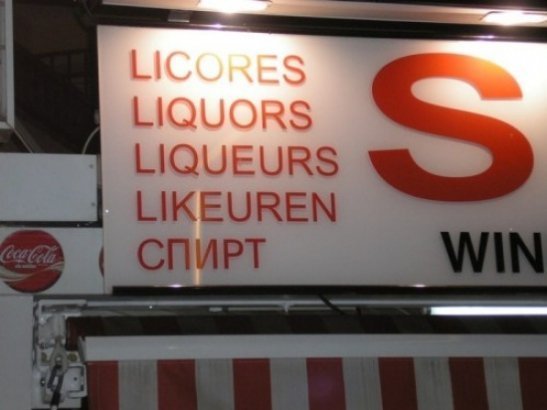 LICORES
LIQUORS
LIQUEURS
LIKEUREN
СПИРТ
S
WIN
Coca-Cola